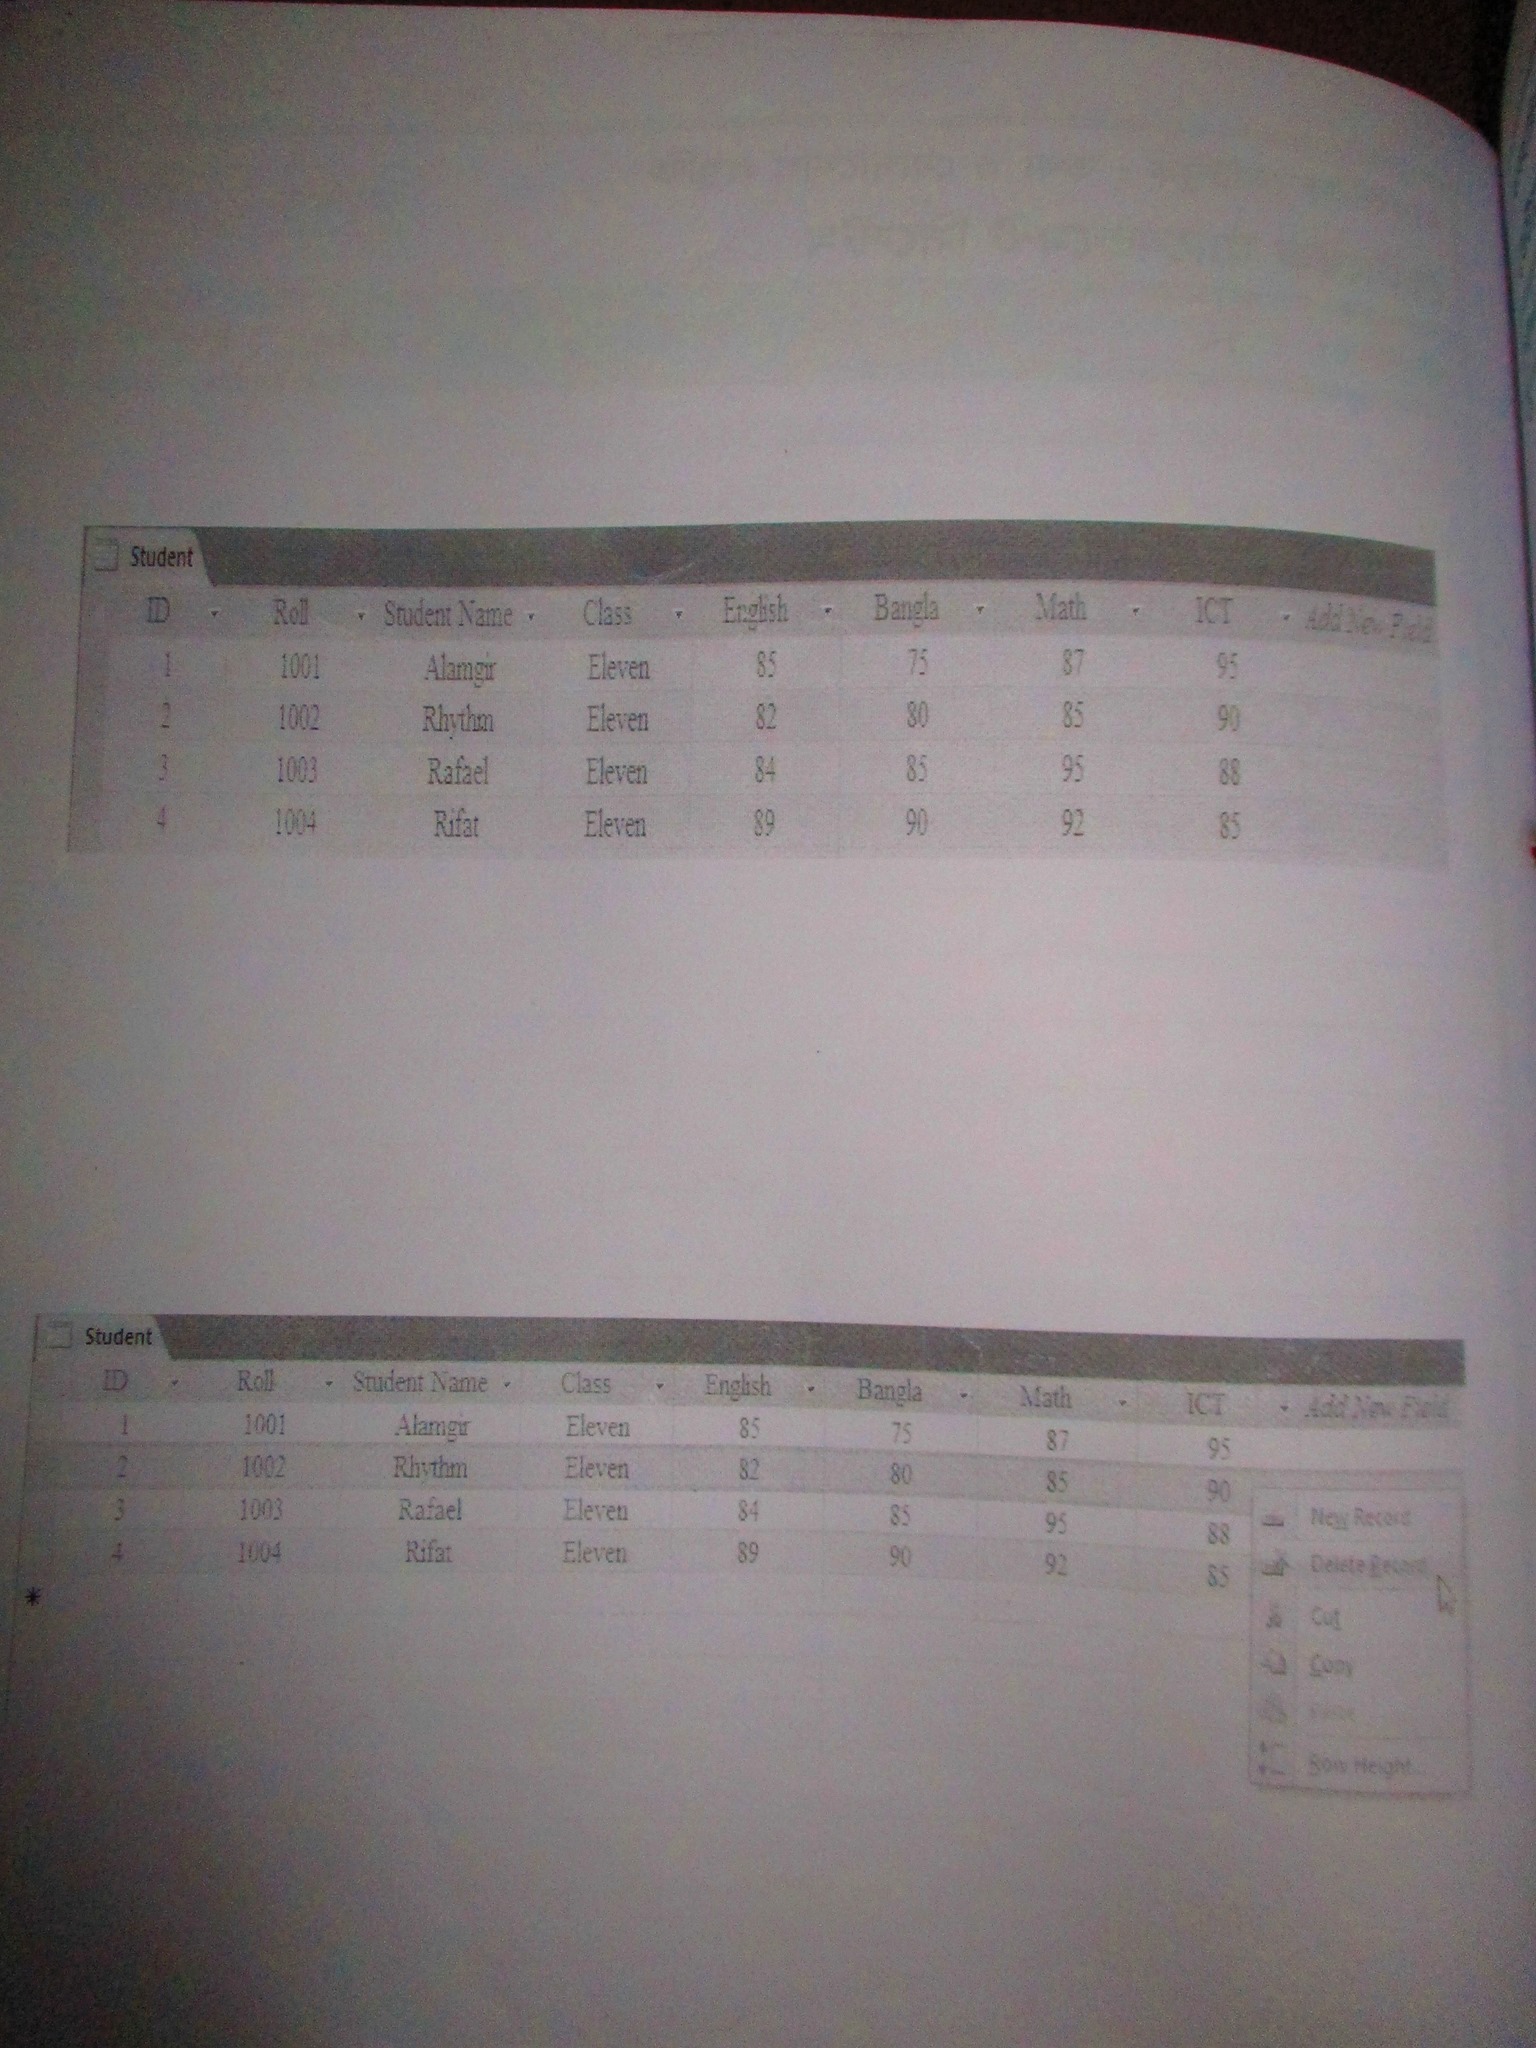 Student
ID Roll Student Name Class English Bangla Math ICT Add New Field
1 1001 Alamgir Eleven 85 75 87 95
2 1002 Rhythm Eleven 82 80 85 90
3 1003 Rafael Eleven 84 85 95 88
4 1004 Rifat Eleven 89 90 92 85
Student
ID Roll Student Name Class English Bangla Math ICT Add New Field
1 1001 Alamgir Eleven 85 75 87 95
2 1002 Rhythm Eleven 82 80 85 90
3 1003 Rafael Eleven 84 85 95 88
4 1004 Rifat Eleven 89 90 92 85
*
New Record
Delete Record
Cut
Copy
Paste
Row Height...